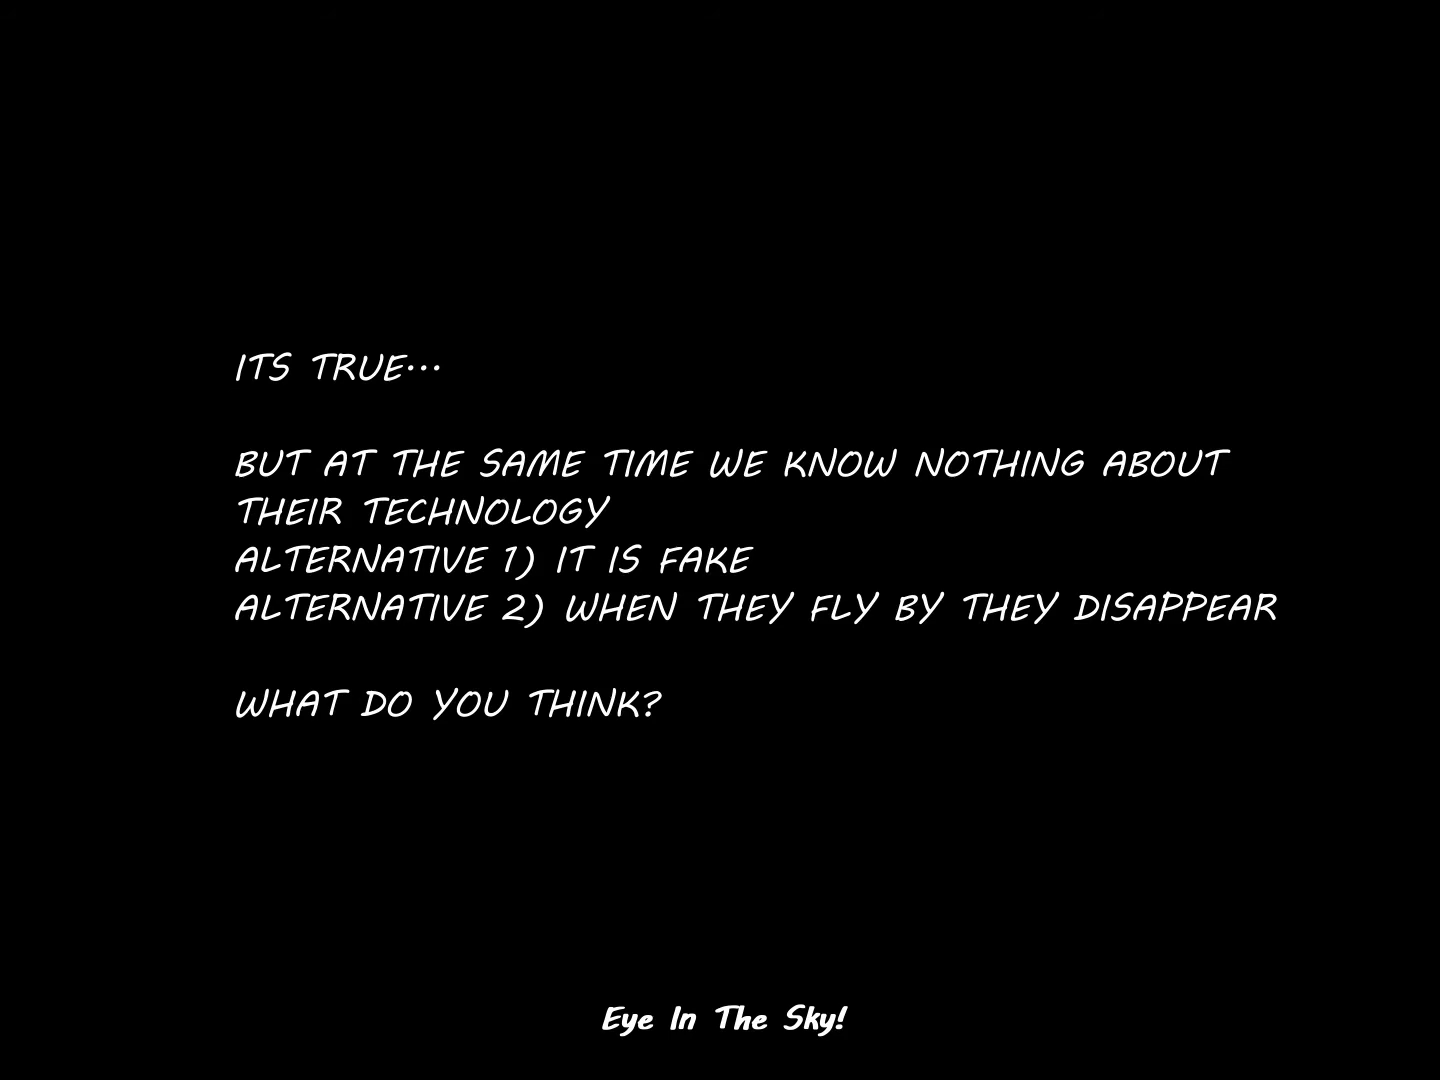 ITS TRUE...
BUT AT THE SAME TIME WE KNOW NOTHING ABOUT
THEIR TECHNOLOGY
ALTERNATIVE 1) IT IS FAKE
ALTERNATIVE 2) WHEN THEY FLY BY THEY DISAPPEAR
WHAT DO YOU THINK?
Eye In The Sky!